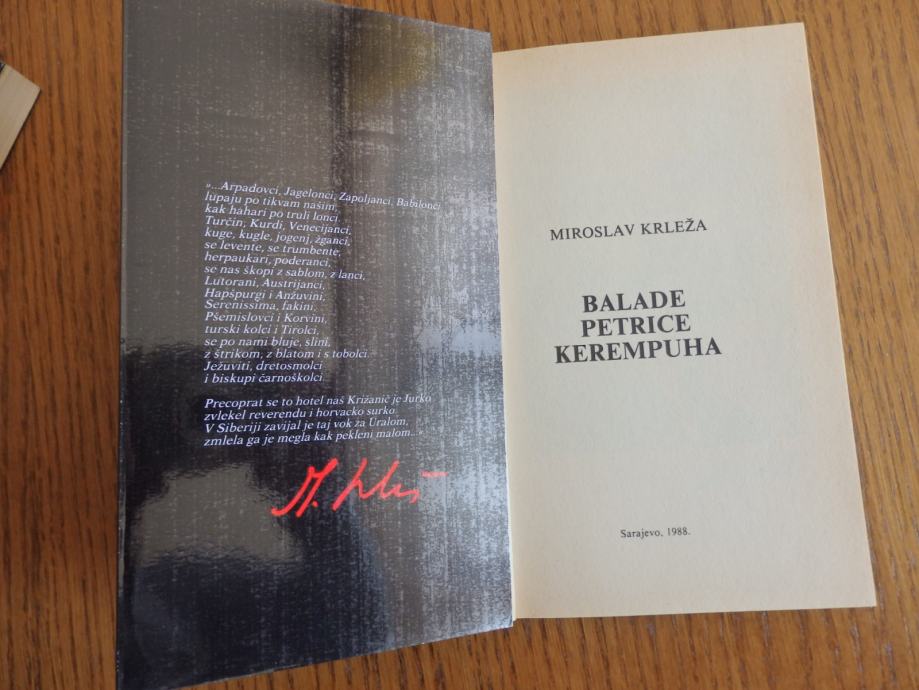 »...Arpadovci, Jagelonci, Zapoljanci, Babilonci
lupaju po tikvam našim,
kak hahari po truli lonci.
Turčin, Kurdi, Venecijanci,
kuge, kugle, jogenj, žganci,
se levente, se trumbente,
herpaukari, poderanci,
se nas škopi z sablom, z lanci,
Lutorani, Austrijanci,
Hapšpurgi i Anžuvini,
Serenissima, fakini,
Pšemislovci i Korvini,
turski kolci i Tirolci,
se po nami bluje, slini,
z štrikom, z blatom i s tobolci.
Ježuviti, dretosmolci
i biskupi čarnoškolci...
Precoprat se to hotel naš Križanič je Jurko
zvlekel reverendu i horvacko surko.
V Siberiji zavijal je taj vok za Uralom,
zmlela ga je megla kak pekleni malom...«
MIROSLAV KRLEŽA
BALADE
PETRICE
KEREMPUHA
Sarajevo, 1988.